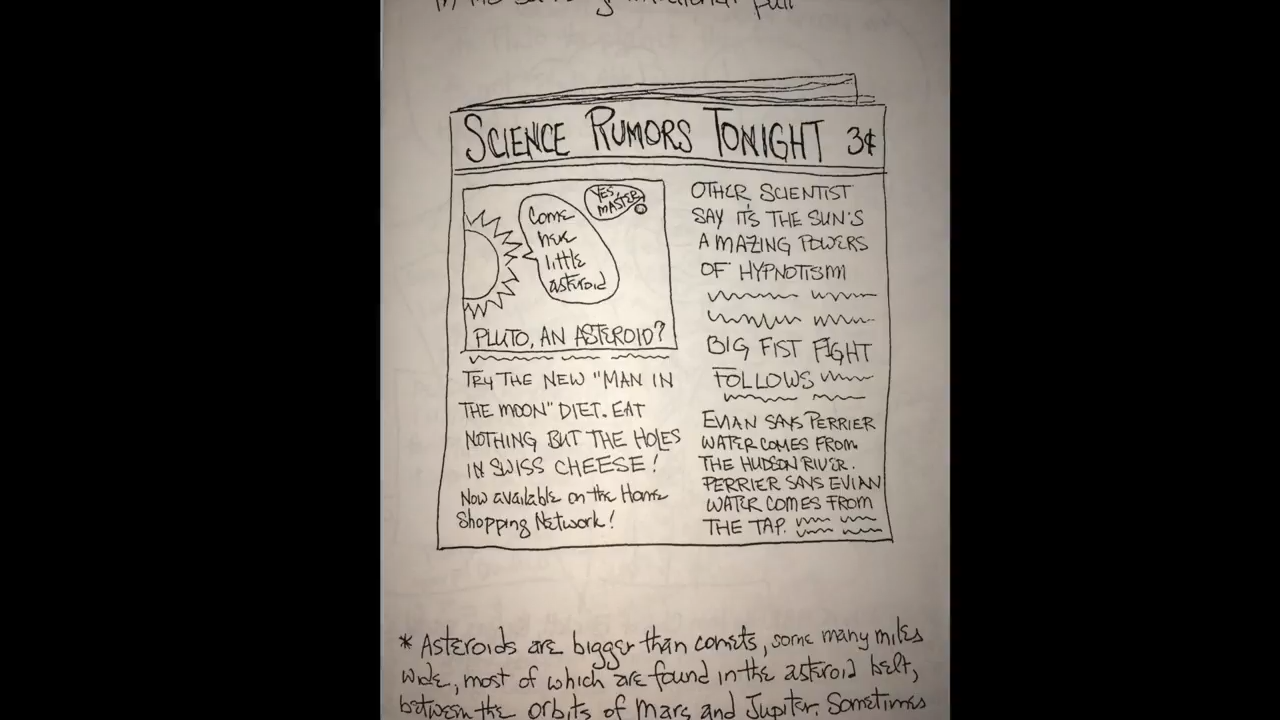 SCIENCE RUMORS TONIGHT 3¢
YES,
MASTER!
Come
here
little
asteroid
PLUTO, AN ASTEROID?
TRY THE NEW "MAN IN
THE MOON" DIET. EAT
NOTHING BUT THE HOLES
IN SWISS CHEESE!
Now available on the Home
Shopping Network!
OTHER SCIENTIST
SAY IT'S THE SUN'S
AMAZING POWERS
OF HYPNOTISM
BIG FIST FIGHT
FOLLOWS
EVIAN SAYS PERRIER
WATER COMES FROM
THE HUDSON RIVER.
PERRIER SAYS EVIAN
WATER COMES FROM
THE TAP.
* Asteroids are bigger than comets, some many miles
wide, most of which are found in the asteroid belt,
between the orbits of Mars and Jupiter. Sometimes